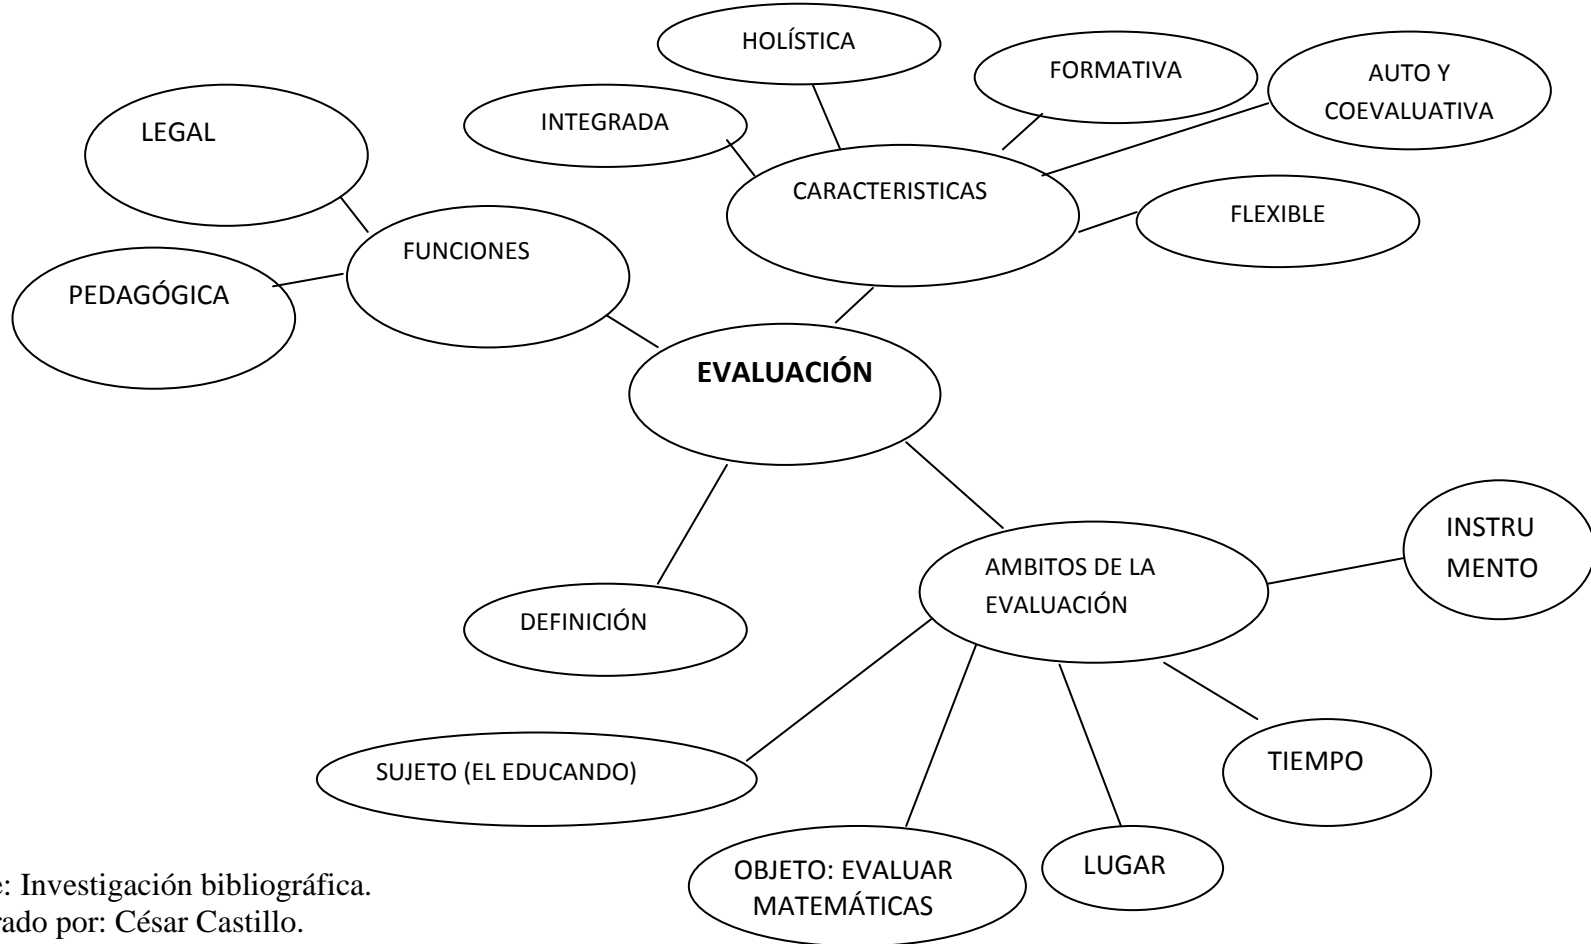 HOLÍSTICA
FORMATIVA
AUTO Y
COEVALUATIVA
INTEGRADA
LEGAL
CARACTERISTICAS
FLEXIBLE
FUNCIONES
PEDAGÓGICA
EVALUACIÓN
INSTRU
MENTO
AMBITOS DE LA
EVALUACIÓN
DEFINICIÓN
SUJETO (EL EDUCANDO)
TIEMPO
OBJETO: EVALUAR
MATEMÁTICAS
LUGAR
: Investigación bibliográfica.
por: César Castillo.